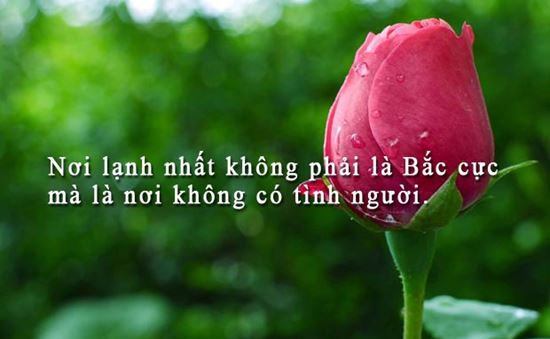 Nơi lạnh nhất không phải là Bắc cực
mà là nơi không có tình người.